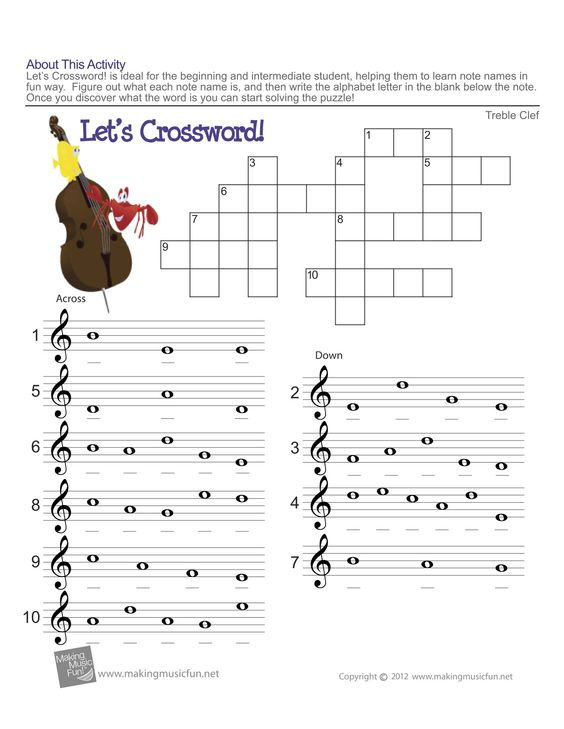 About This Activity
Let's Crossword! is ideal for the beginning and intermediate student, helping them to learn note names in
fun way. Figure out what each note name is, and then write the alphabet letter in the blank below the note.
Once you discover what the word is you can start solving the puzzle!
Treble Clef
Let's Crossword!
1 2
3 4 5
6
7 8
9
10
Across
1
5
6
8
9
10
Down
2
3
4
7
Making
Music
Fun!
www.makingmusicfun.net
Copyright © 2012 www.makingmusicfun.net